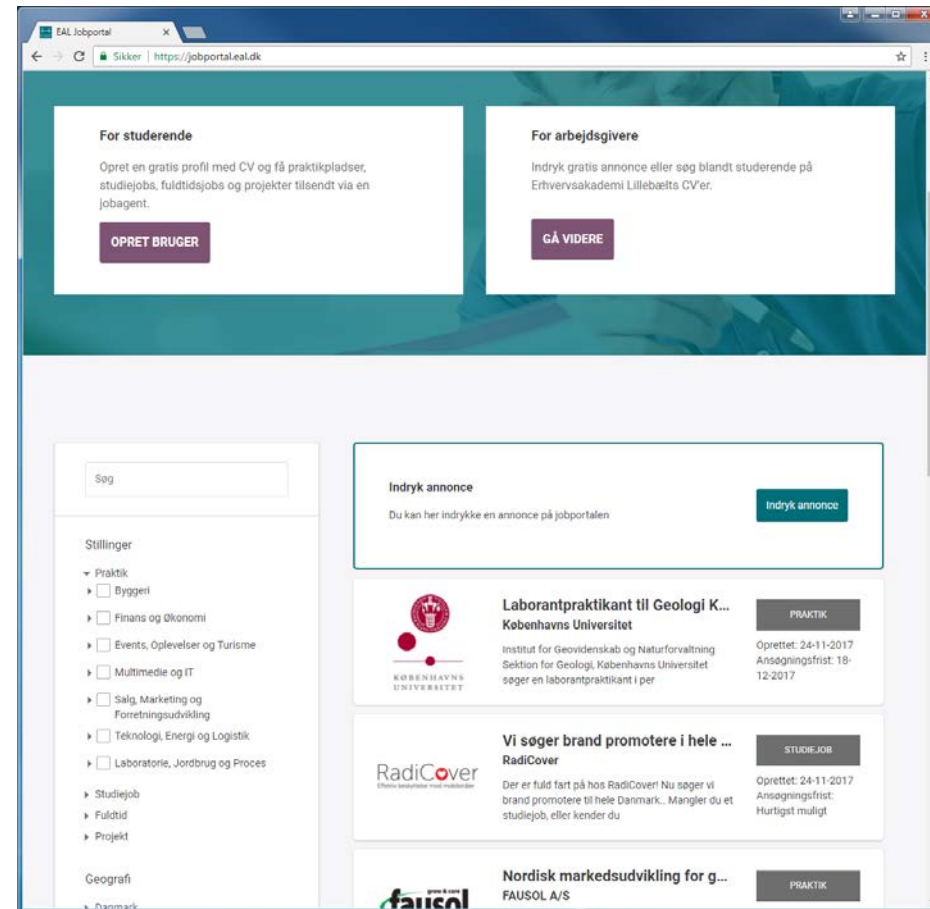 EAL Jobportal
Sikker | https://jobportal.eal.dk
For studerende
Opret en gratis profil med CV og få praktikpladser,
studiejobs, fuldtidsjobs og projekter tilsendt via en
jobagent.
OPRET BRUGER
For arbejdsgivere
Indryk gratis annonce eller søg blandt studerende på
Erhvervsakademi Lillebælts CV'er.
GÅ VIDERE
Søg
Stillinger
Praktik
Byggeri
Finans og Økonomi
Events, Oplevelser og Turisme
Multimedie og IT
Salg, Marketing og
Forretningsudvikling
Teknologi, Energi og Logistik
Laboratorie, Jordbrug og Proces
Studiejob
Fuldtid
Projekt
Geografi
Danmark
Indryk annonce
Du kan her indrykke en annonce på jobportalen
Indryk annonce
KØBENHAVNS
UNIVERSITET
Laborantpraktikant til Geologi K...
Københavns Universitet
Institut for Geovidenskab og Naturforvaltning
Sektion for Geologi, Københavns Universitet
søger en laborantpraktikant i per
PRAKTIK
Oprettet: 24-11-2017
Ansøgningsfrist: 18-
12-2017
RadiCover
Effektiv beskyttelse mod mobilstråler
Vi søger brand promotere i hele ...
RadiCover
Der er fuld fart på hos RadiCover! Nu søger vi
brand promotere til hele Danmark.. Mangler du et
studiejob, eller kender du
STUDIEJOB
Oprettet: 24-11-2017
Ansøgningsfrist:
Hurtigst muligt
grow & care
fausol
Nordisk markedsudvikling for g...
FAUSOL A/S
PRAKTIK